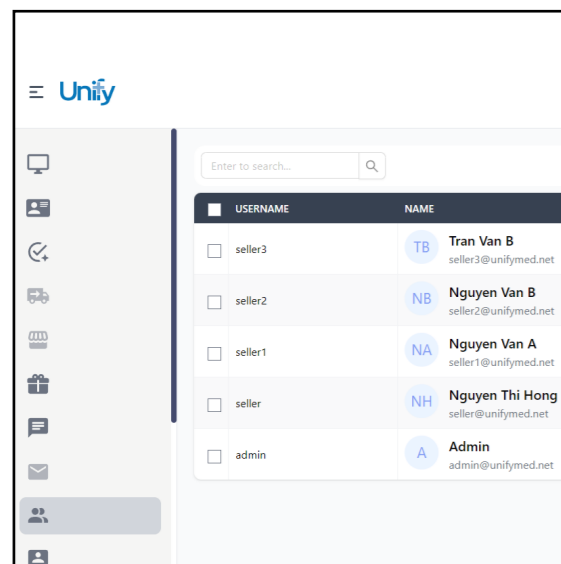 Unify
Enter to search...
USERNAME NAME
TB Tran Van B
seller3 seller3@unifymed.net
NB Nguyen Van B
seller2 seller2@unifymed.net
NA Nguyen Van A
seller1 seller1@unifymed.net
NH Nguyen Thi Hong
seller seller@unifymed.net
A Admin
admin admin@unifymed.net